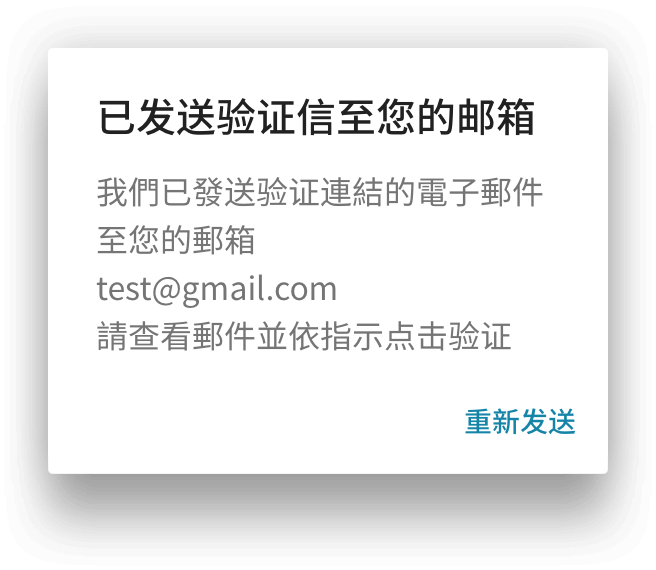 已发送验证信至您的邮箱
我們已發送验证連結的電子郵件
至您的郵箱
test@gmail.com
請查看郵件並依指示点击验证
重新发送